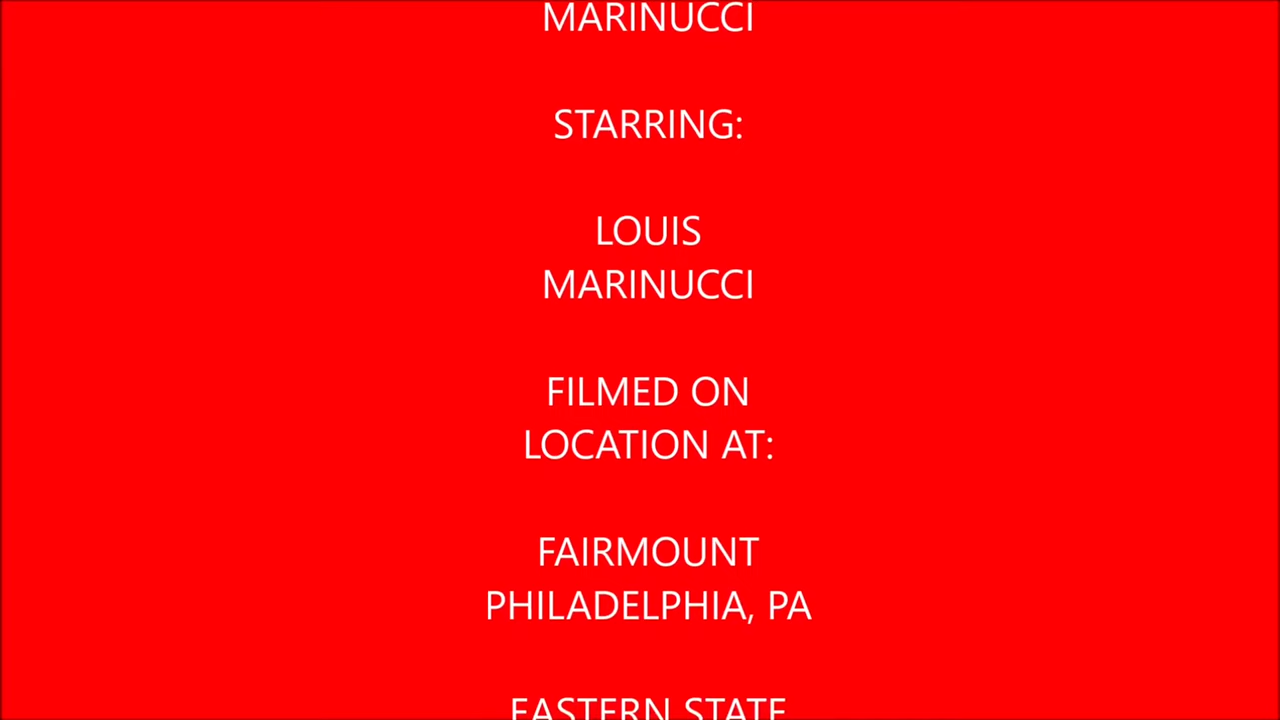 MARINUCCI
STARRING:
LOUIS
MARINUCCI
FILMED ON
LOCATION AT:
FAIRMOUNT
PHILADELPHIA, PA
EASTERN STATE